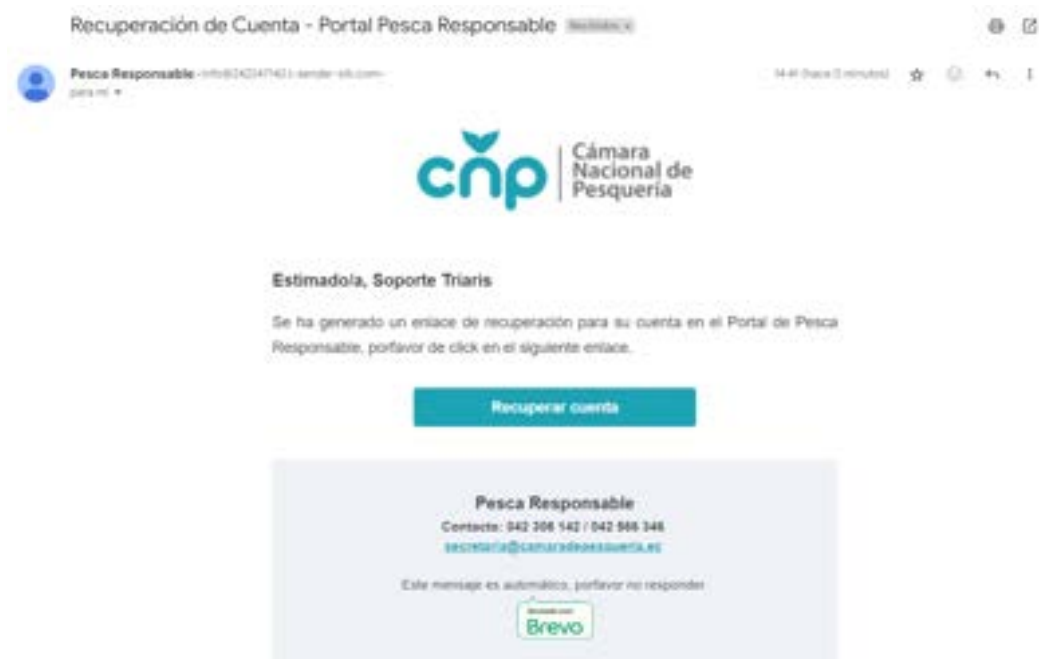 Recuperación de Cuenta - Portal Pesca Responsable
Pesca Responsable
para mí
cñp
Cámara
Nacional de
Pesquería
Estimado/a, Soporte Triaris
Se ha generado un enlace de recuperación para su cuenta en el Portal de Pesca
Responsable, porfavor de click en el siguiente enlace.
Recuperar cuenta
Pesca Responsable
Contacto: 042 306 142 / 042 566 346
secretaria@camaradepesqueria.ec
Este mensaje es automático, porfavor no responder
Brevo